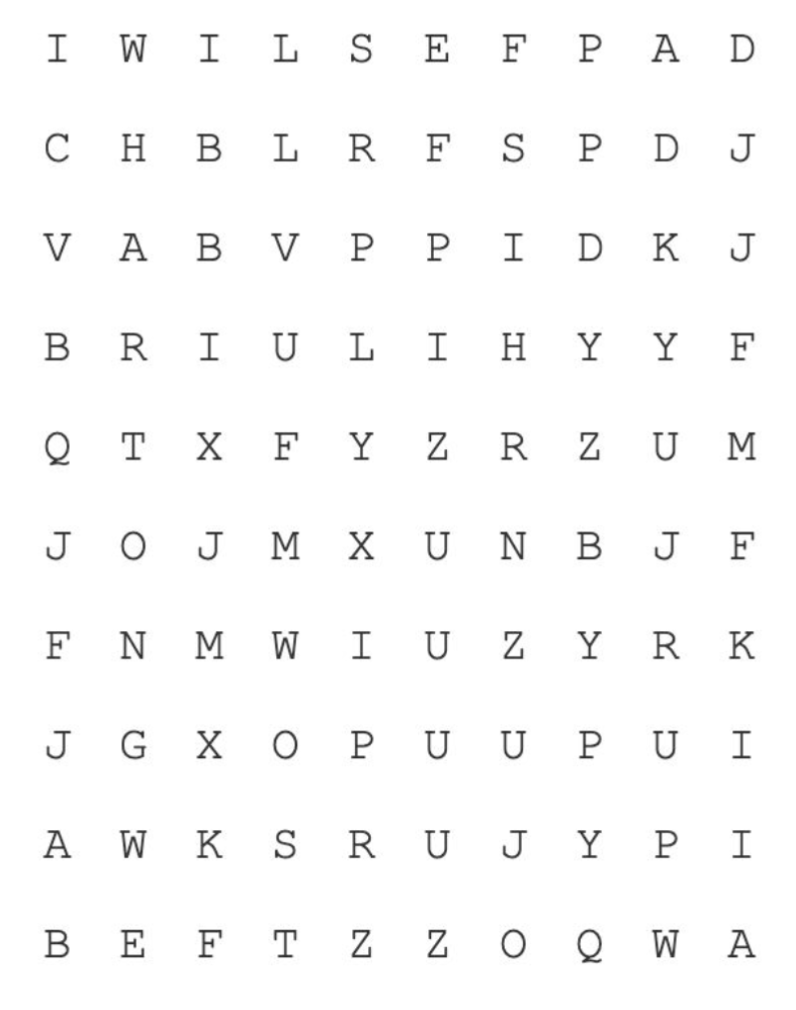 I W I L S E F P A D
C H B L R F S P D J
V A B V P P I D K J
B R I U L I H Y Y F
Q T X F Y Z R Z U M
J O J M X U N B J F
F N M W I U Z Y R K
J G X O P U U P U I
A W K S R U J Y P I
B E F T Z Z O Q W A